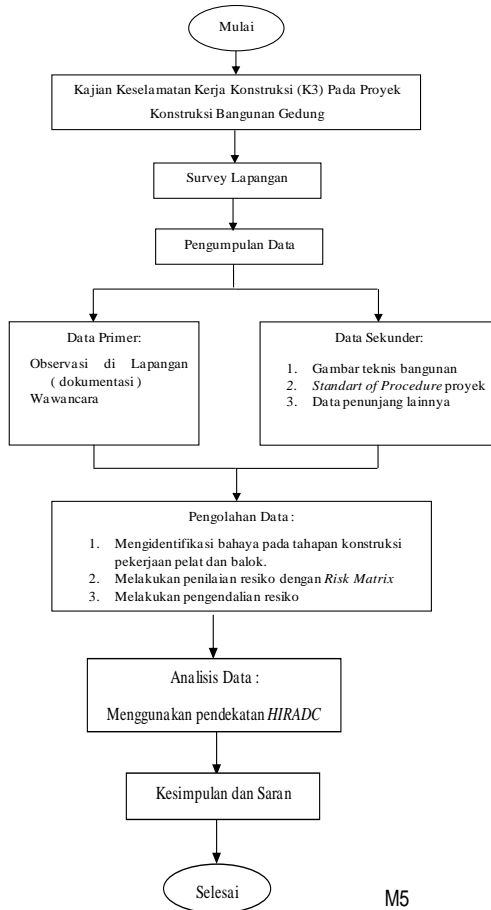 Mulai
Kajian Keselamatan Kerja Konstruksi (K3) Pada Proyek
Konstruksi Bangunan Gedung
Survey Lapangan
Pengumpulan Data
Data Primer:
Observasi di Lapangan
( dokumentasi )
Wawancara
Data Sekunder:
1. Gambar teknis bangunan
2. Standart of Procedure proyek
3. Data penunjang lainnya
Pengolahan Data :
1. Mengidentifikasi bahaya pada tahapan konstruksi
pekerjaan pelat dan balok.
2. Melakukan penilaian resiko dengan Risk Matrix
3. Melakukan pengendalian resiko
Analisis Data :
Menggunakan pendekatan HIRADC
Kesimpulan dan Saran
Selesai
M5